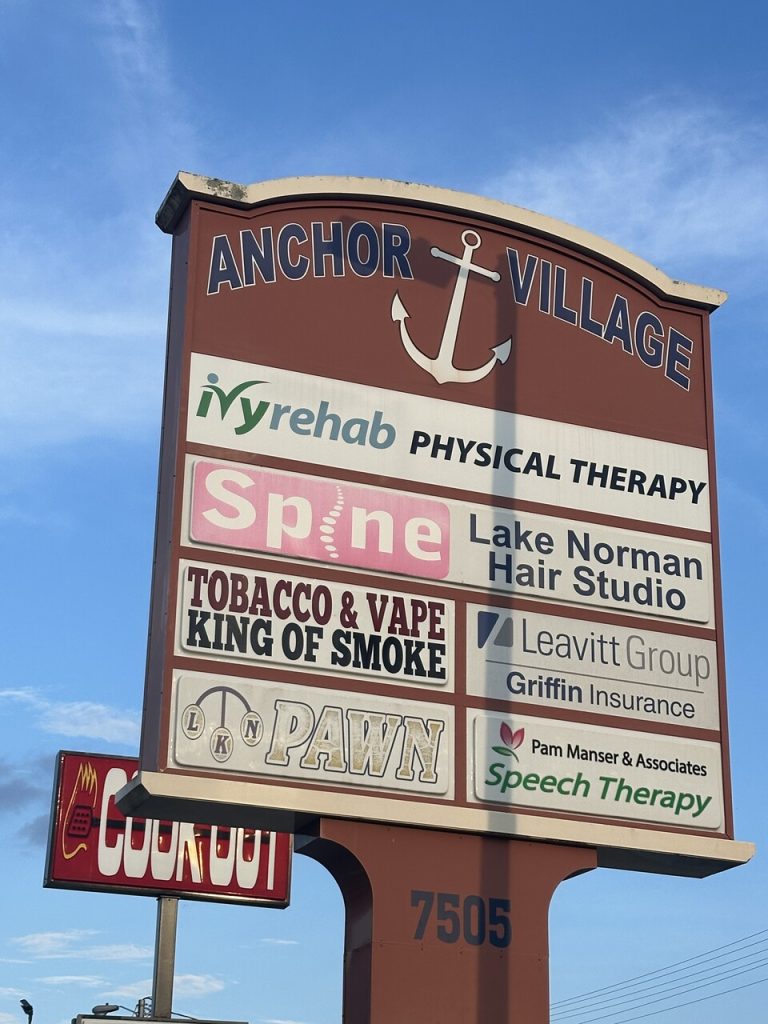 ANCHOR VILLAGE
ivyrehab PHYSICAL THERAPY
Spine
Lake Norman
Hair Studio
TOBACCO & VAPE
KING OF SMOKE
Leavitt Group
Griffin Insurance
L K N PAWN
Pam Manser & Associates
Speech Therapy
COOK OUT
7505